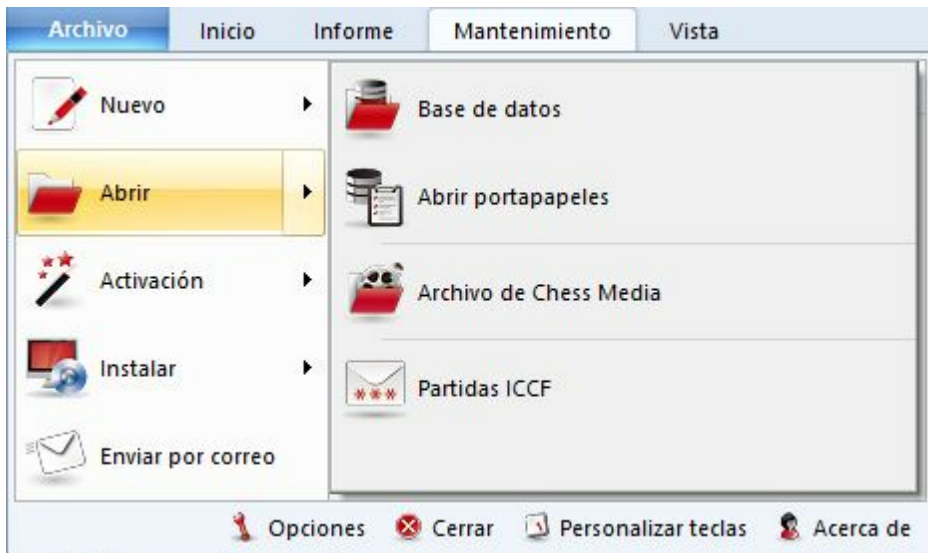 Archivo Inicio Informe Mantenimiento Vista
Nuevo
Abrir
Activación
Instalar
Enviar por correo
Base de datos
Abrir portapapeles
Archivo de Chess Media
Partidas ICCF
Opciones Cerrar Personalizar teclas Acerca de